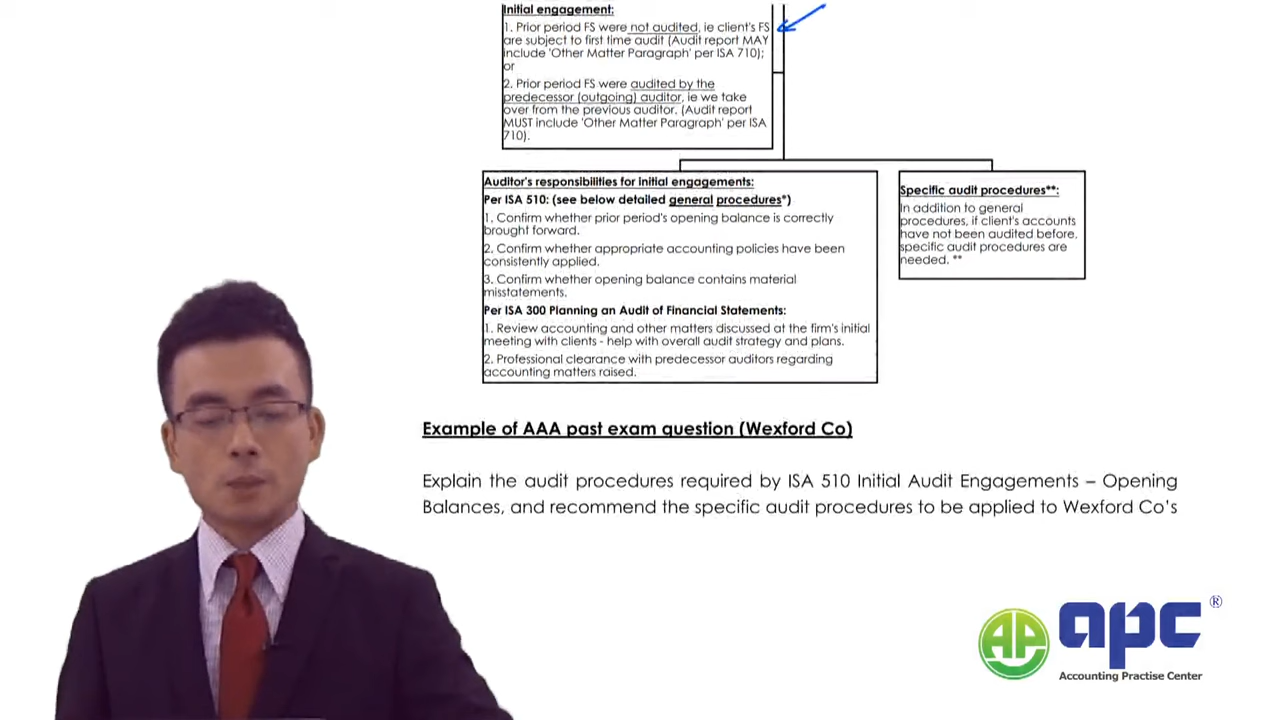 Initial engagement:
1. Prior period FS were not audited, ie client's FS
are subject to first time audit (Audit report MAY
include 'Other Matter Paragraph' per ISA 710);
or
2. Prior period FS were audited by the
predecessor (outgoing) auditor, ie we take
over from the previous auditor. (Audit report
MUST include 'Other Matter Paragraph' per ISA
710).
Auditor's responsibilities for initial engagements:
Per ISA 510: (see below detailed general procedures*)
1. Confirm whether prior period's opening balance is correctly
brought forward.
2. Confirm whether appropriate accounting policies have been
consistently applied.
3. Confirm whether opening balance contains material
misstatements.
Per ISA 300 Planning an Audit of Financial Statements:
1. Review accounting and other matters discussed at the firm's initial
meeting with clients - help with overall audit strategy and plans.
2. Professional clearance with predecessor auditors regarding
accounting matters raised.
Specific audit procedures**:
In addition to general
procedures, if client's accounts
have not been audited before,
specific audit procedures are
needed. **
Example of AAA past exam question (Wexford Co)
Explain the audit procedures required by ISA 510 Initial Audit Engagements – Opening
Balances, and recommend the specific audit procedures to be applied to Wexford Co's
AP
apc ®
Accounting Practise Center